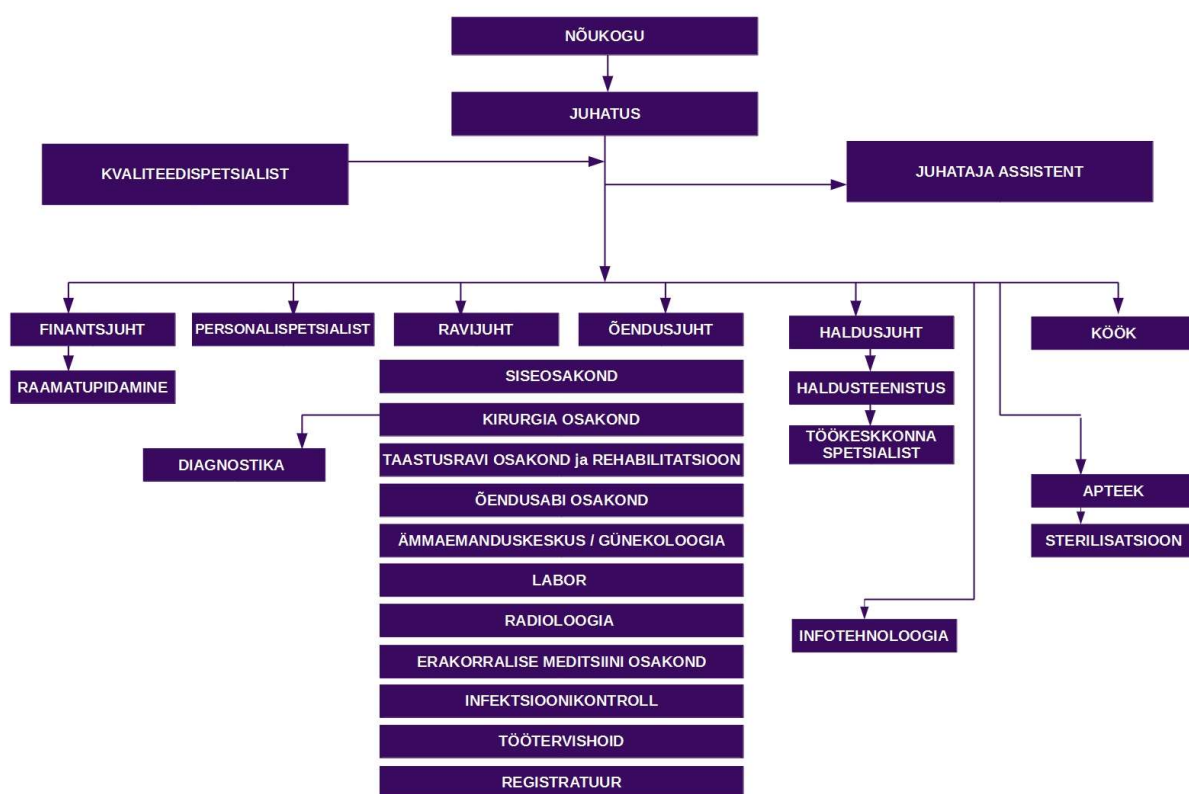 NÕUKOGU
JUHATUS
KVALITEEDISPETSIALIST
JUHATAJA ASSISTENT
FINANTSJUHT
PERSONALISPETSIALIST
RAVIJUHT
ÕENDUSJUHT
HALDUSJUHT
KÖÖK
RAAMATUPIDAMINE
SISEOSAKOND
HALDUSTEENISTUS
KIRURGIA OSAKOND
TÖÖKESKKONNA
SPETSIALIST
DIAGNOSTIKA
TAASTUSRAVI OSAKOND ja REHABILITATSIOON
ÕENDUSABI OSAKOND
APTEEK
ÄMMAEMANDUSKESKUS / GÜNEKOLOOGIA
STERILISATSIOON
LABOR
RADIOLOOGIA
INFOTEHNOLOOGIA
ERAKORRALISE MEDITSIINI OSAKOND
INFEKTSIOONIKONTROLL
TÖÖTERVISHOID
REGISTRATUUR